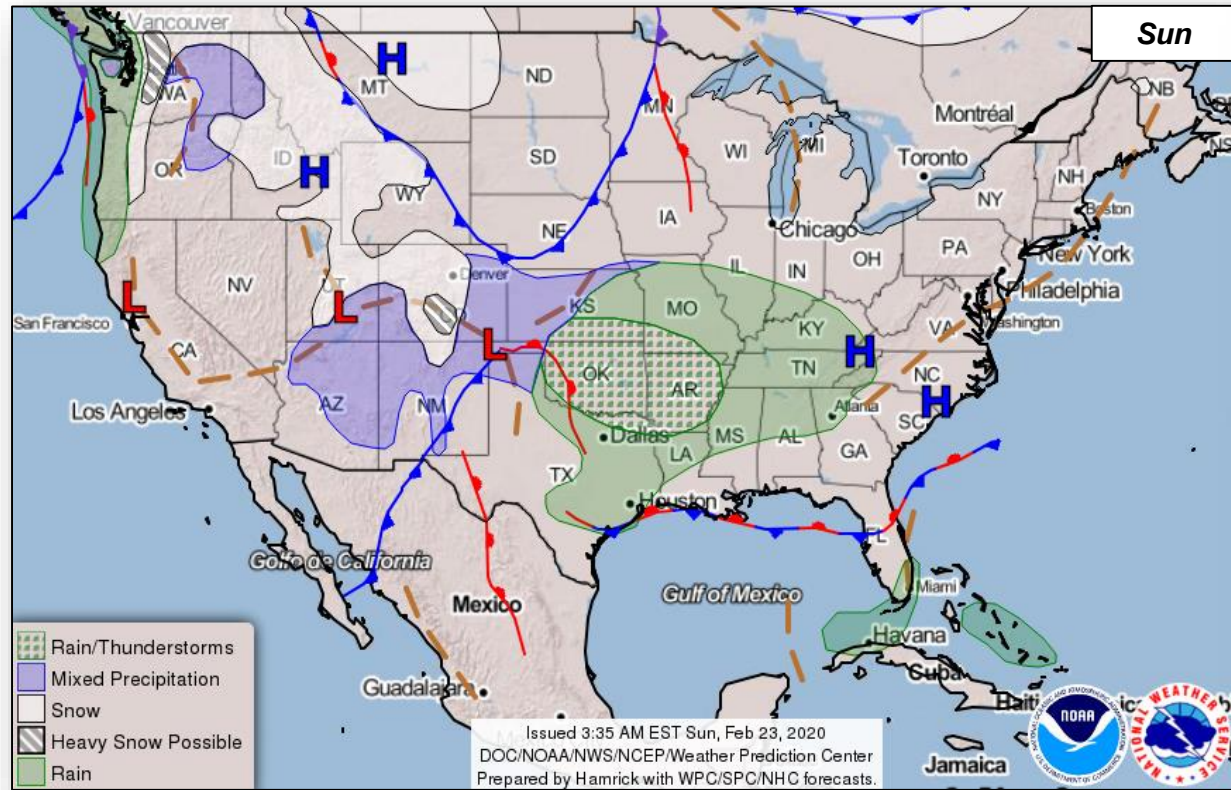 Sun
Vancouver
WA
MT
ND
MN
NB
Montréal
OR
ID
SD
WI
MI
Toronto
NH
NS
WY
NY
Boston
IA
NE
Chicago
PA
New York
NV
UT
Denver
IL
IN
OH
Philadelphia
KS
MO
San Francisco
CA
KY
VA
Washington
OK
TN
NC
AZ
NM
AR
Atlanta
SC
Los Angeles
Dallas
MS
AL
GA
TX
LA
Houston
FL
Golfo de California
Mexico
Gulf of Mexico
Miami
Havana
Cuba
Guadalajara
Jamaica
H
H
H
H
L
L
L
Rain/Thunderstorms
Mixed Precipitation
Snow
Heavy Snow Possible
Rain
Issued 3:35 AM EST Sun, Feb 23, 2020
DOC/NOAA/NWS/NCEP/Weather Prediction Center
Prepared by Hamrick with WPC/SPC/NHC forecasts.
NOAA
NATIONAL WEATHER SERVICE